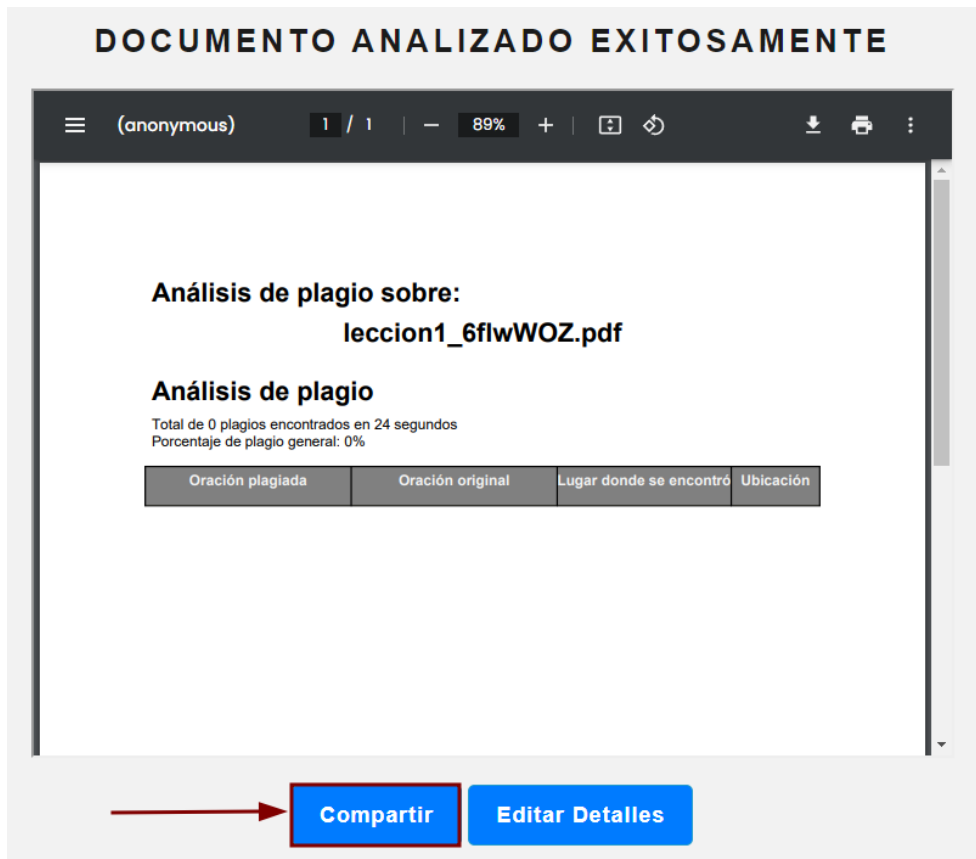 DOCUMENTO ANALIZADO EXITOSAMENTE
(anonymous) 1 / 1 89%
Análisis de plagio sobre:
leccion1_6flwWOZ.pdf
Análisis de plagio
Total de 0 plagios encontrados en 24 segundos
Porcentaje de plagio general: 0%
Oración plagiada Oración original Lugar donde se encontró Ubicación
Compartir Editar Detalles